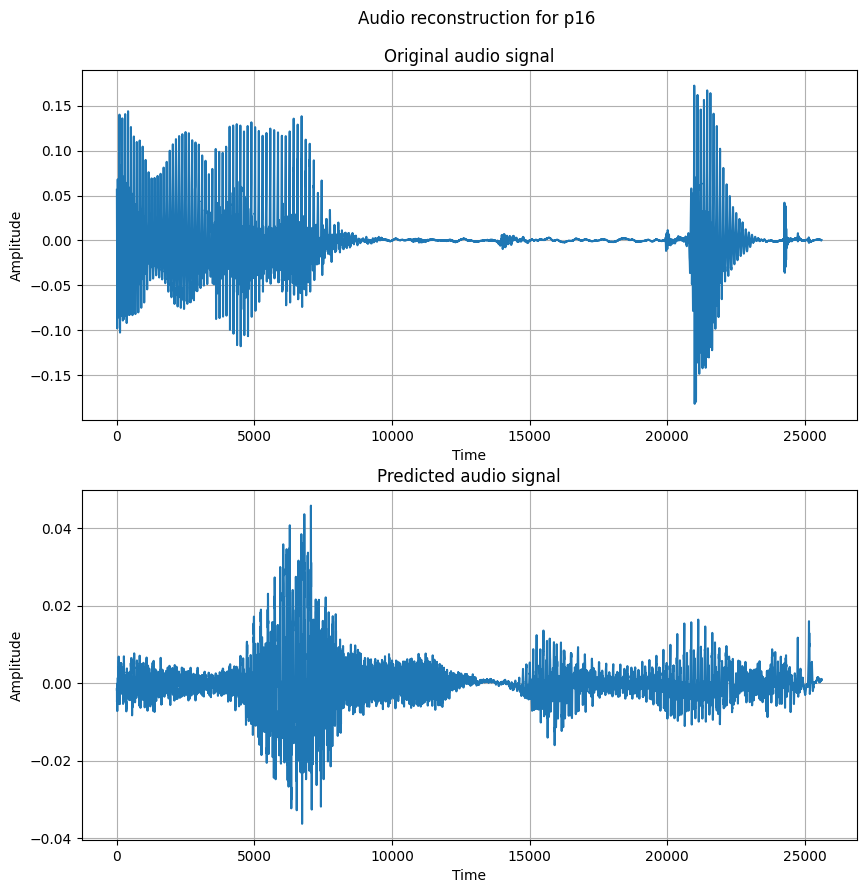 Audio reconstruction for p16
Original audio signal
0.15
0.10
0.05
0.00
−0.05
−0.10
−0.15
Amplitude
0 5000 10000 15000 20000 25000
Time
Predicted audio signal
0.04
0.02
0.00
−0.02
−0.04
Amplitude
0 5000 10000 15000 20000 25000
Time